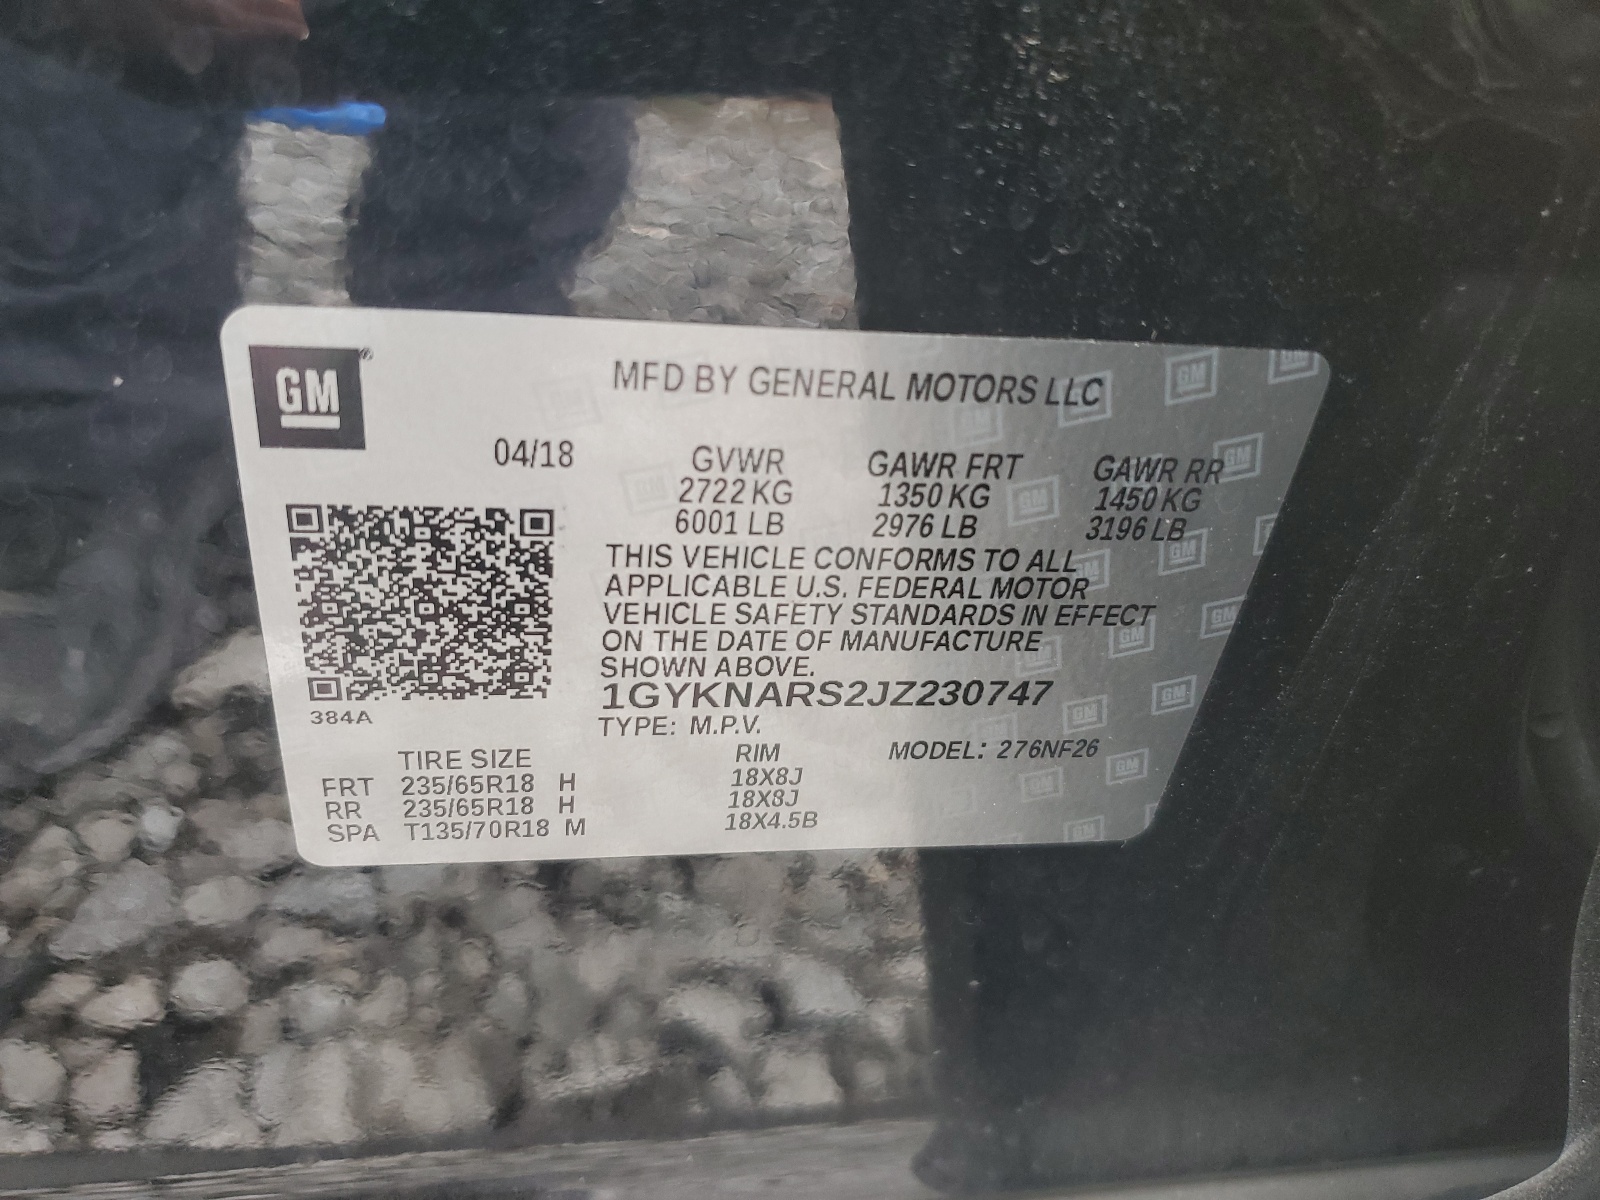 GM®
MFD BY GENERAL MOTORS LLC
04/18 GVWR GAWR FRT GAWR RR
2722 KG 1350 KG 1450 KG
6001 LB 2976 LB 3196 LB
THIS VEHICLE CONFORMS TO ALL
APPLICABLE U.S. FEDERAL MOTOR
VEHICLE SAFETY STANDARDS IN EFFECT
ON THE DATE OF MANUFACTURE
SHOWN ABOVE.
1GYKNARS2JZ230747
384A
TYPE: M.P.V.
TIRE SIZE RIM MODEL: 276NF26
FRT 235/65R18 H 18X8J
RR 235/65R18 H 18X8J
SPA T135/70R18 M 18X4.5B